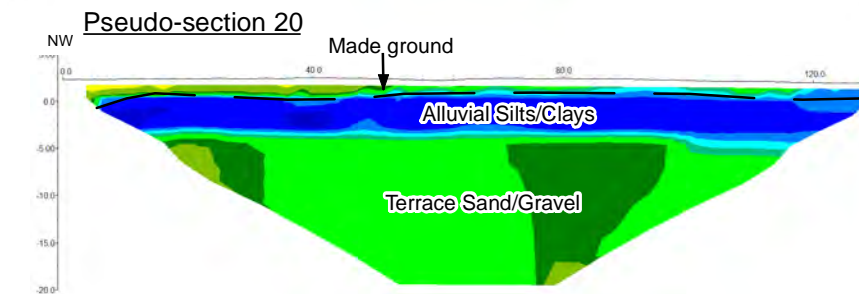 Pseudo-section 20
NW
Made ground
0.0 40.0 80.0 120.0
0.0
Alluvial Silts/Clays
-5.00
-10.0
Terrace Sand/Gravel
-15.0
-20.0